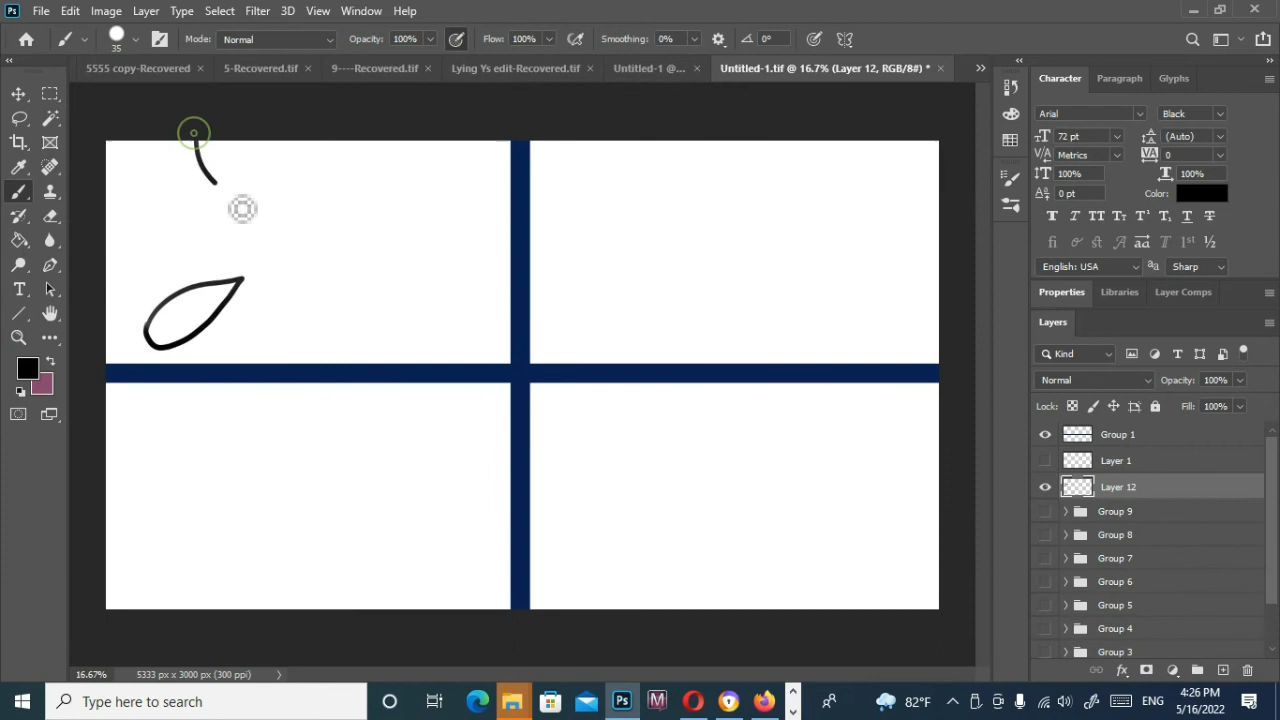 Ps File Edit Image Layer Type Select Filter 3D View Window Help
35 Mode: Normal Opacity: 100% Flow: 100% Smoothing: 0% 0°
5555 copy-Recovered × 5-Recovered.tif × 9----Recovered.tif × Lying Ys edit-Recovered.tif × Untitled-1 @... × Untitled-1.tif @ 16.7% (Layer 12, RGB/8#) * ×
Character Paragraph Glyphs
Arial Black
72 pt (Auto)
Metrics 0
100% 100%
0 pt Color:
English: USA aa Sharp
Properties Libraries Layer Comps
Layers
Kind
Normal Opacity: 100%
Lock: Fill: 100%
Group 1
Layer 1
Layer 12
Group 9
Group 8
Group 7
Group 6
Group 5
Group 4
Group 3
16.67% 5333 px x 3000 px (300 ppi)
Type here to search
82°F ENG 4:26 PM
5/16/2022